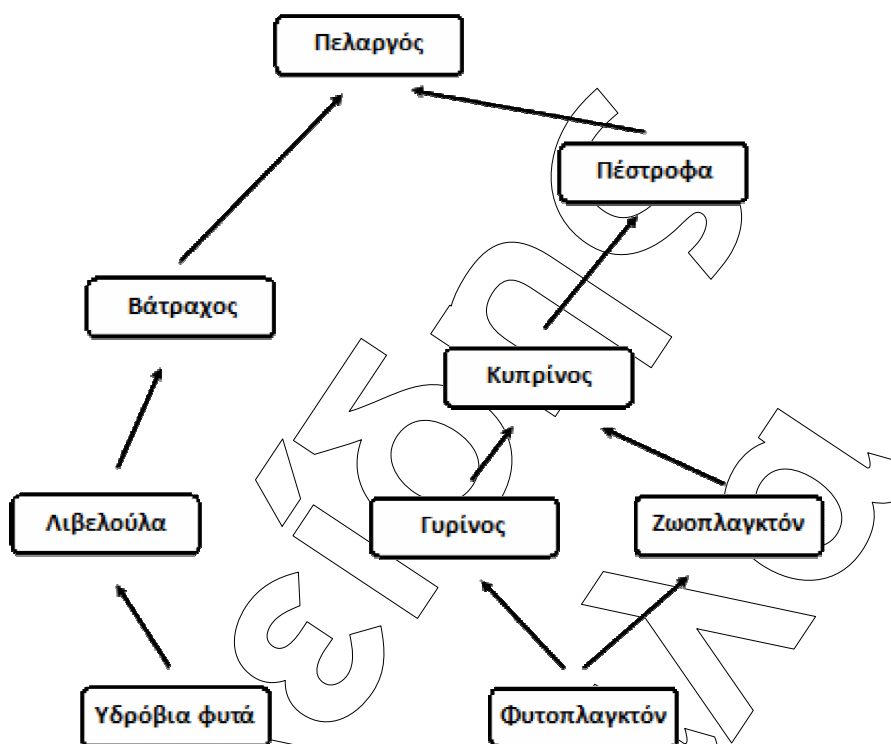 Πελαργός
Πέστροφα
Βάτραχος
Κυπρίνος
Λιβελούλα
Γυρίνος
Ζωοπλαγκτόν
Υδρόβια φυτά
Φυτοπλαγκτόν